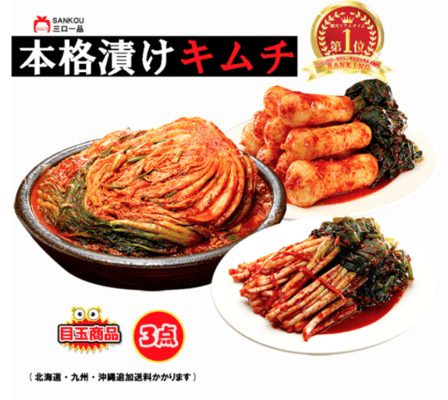 SANKOU
三口一品
本格漬けキムチ
第1位
RANKING
目玉商品
3点
(北海道・九州・沖縄追加送料かかります)